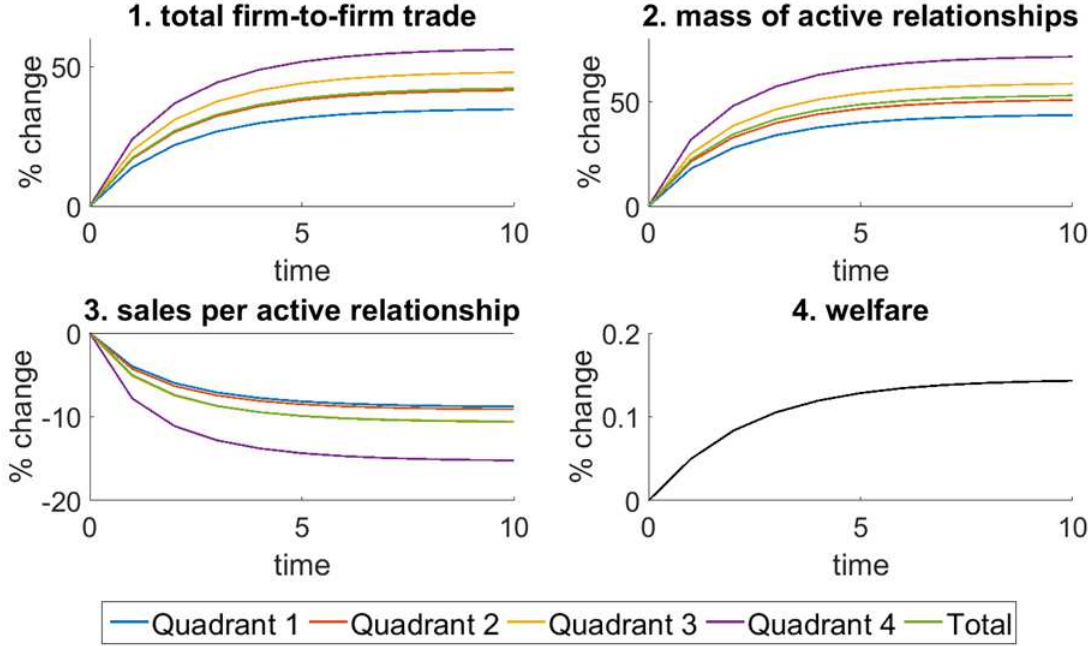 1. total firm-to-firm trade
% change
50
0
0
5
10
time
2. mass of active relationships
% change
50
0
0
5
10
time
3. sales per active relationship
% change
0
-10
-20
0
5
10
time
4. welfare
% change
0.2
0.1
0
0
5
10
time
Quadrant 1 Quadrant 2 Quadrant 3 Quadrant 4 Total